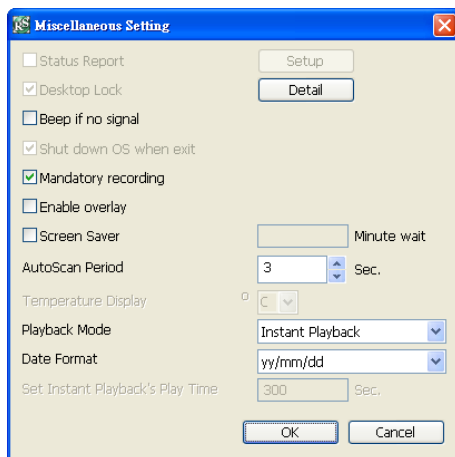 Miscellaneous Setting
Status Report Setup
Desktop Lock Detail
Beep if no signal
Shut down OS when exit
Mandatory recording
Enable overlay
Screen Saver Minute wait
AutoScan Period 3 Sec.
Temperature Display ° C
Playback Mode Instant Playback
Date Format yy/mm/dd
Set Instant Playback's Play Time 300 Sec.
OK Cancel